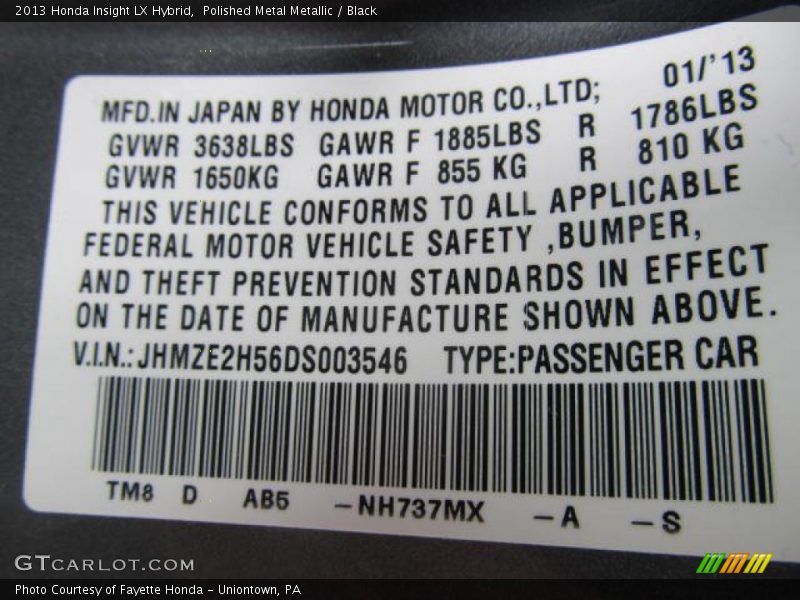 2013 Honda Insight LX Hybrid,  Polished Metal Metallic / Black
01/'13
MFD.IN JAPAN BY HONDA MOTOR CO.,LTD;
GVWR 3638LBS GAWR F 1885LBS R 1786LBS
GVWR 1650KG GAWR F 855 KG R 810 KG
THIS VEHICLE CONFORMS TO ALL APPLICABLE
FEDERAL MOTOR VEHICLE SAFETY ,BUMPER,
AND THEFT PREVENTION STANDARDS IN EFFECT
ON THE DATE OF MANUFACTURE SHOWN ABOVE.
V.I.N.:JHMZE2H56DS003546 TYPE:PASSENGER CAR
TM8 D AB5 -NH737MX -A -S
GTCARLOT.COM
Photo Courtesy of Fayette Honda - Uniontown, PA